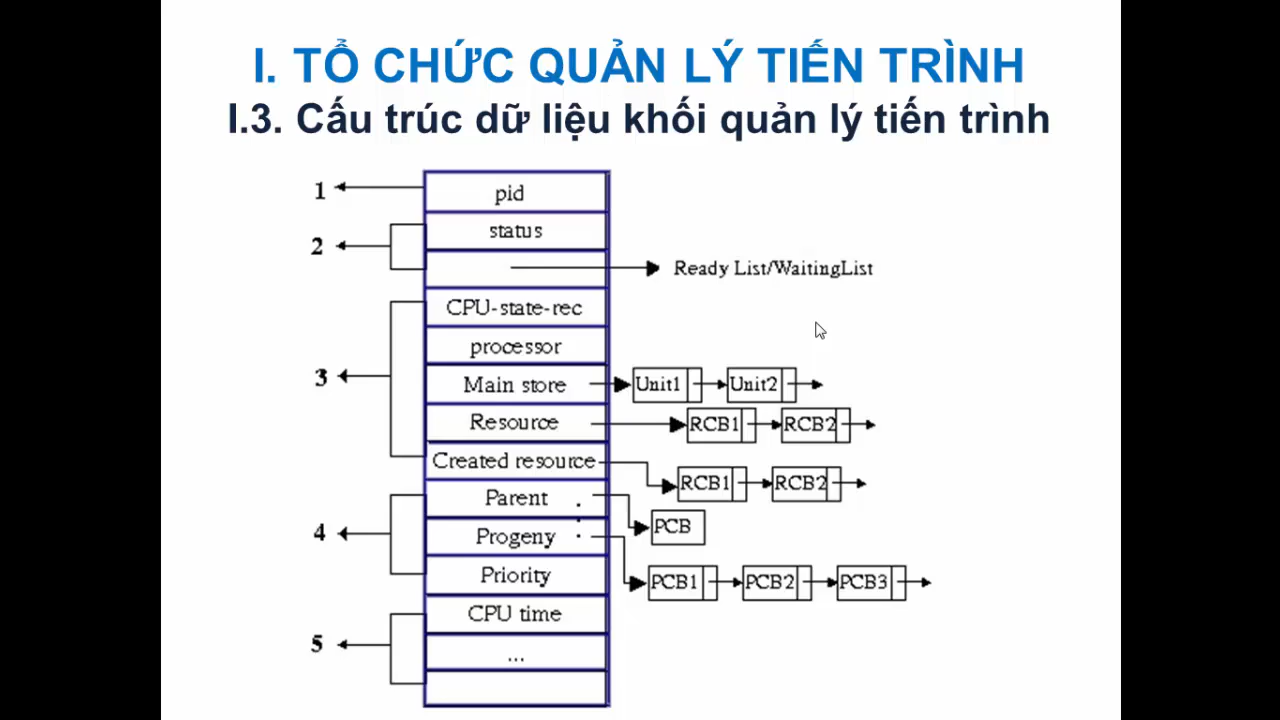 I. TỔ CHỨC QUẢN LÝ TIẾN TRÌNH
I.3. Cấu trúc dữ liệu khối quản lý tiến trình
1
pid
2
status
Ready List/WaitingList
3
CPU-state-rec
processor
Main store
Unit1
Unit2
Resource
RCB1
RCB2
Created resource
RCB1
RCB2
4
Parent
PCB
Progeny
PCB1
PCB2
PCB3
Priority
5
CPU time
...